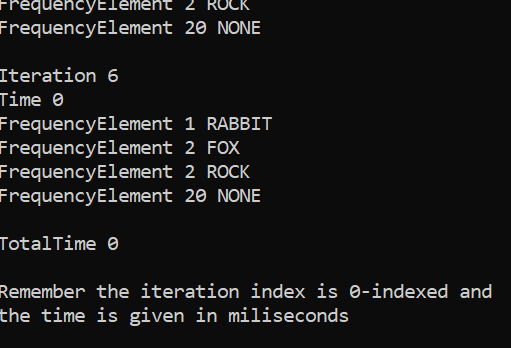 FrequencyElement 2 ROCK
FrequencyElement 20 NONE
Iteration 6
Time 0
FrequencyElement 1 RABBIT
FrequencyElement 2 FOX
FrequencyElement 2 ROCK
FrequencyElement 20 NONE
TotalTime 0
Remember the iteration index is 0-indexed and
the time is given in miliseconds